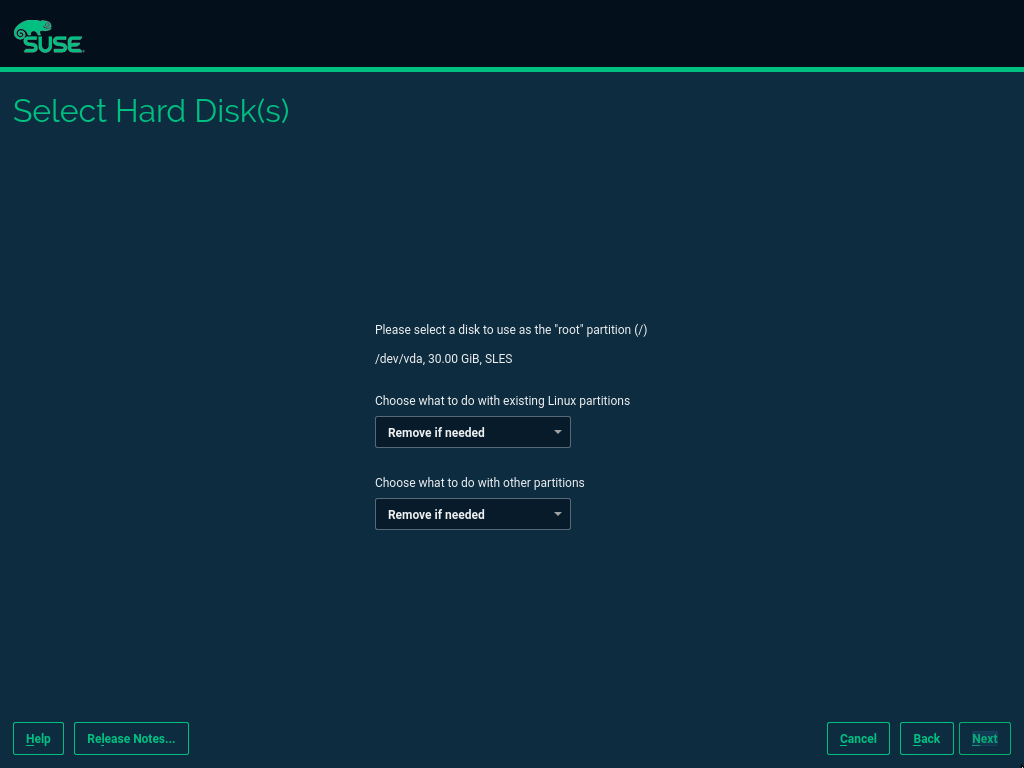 SUSE
Select Hard Disk(s)
Please select a disk to use as the "root" partition (/)
/dev/vda, 30.00 GiB, SLES
Choose what to do with existing Linux partitions
Remove if needed
Choose what to do with other partitions
Remove if needed
Help Release Notes... Cancel Back Next